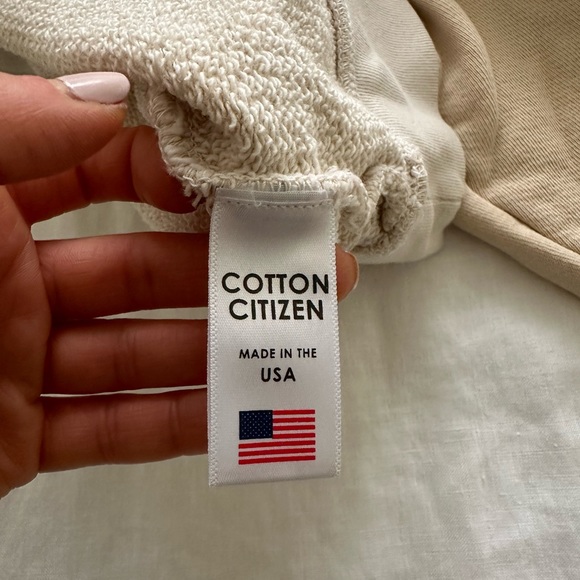 COTTON
CITIZEN
MADE IN THE
USA